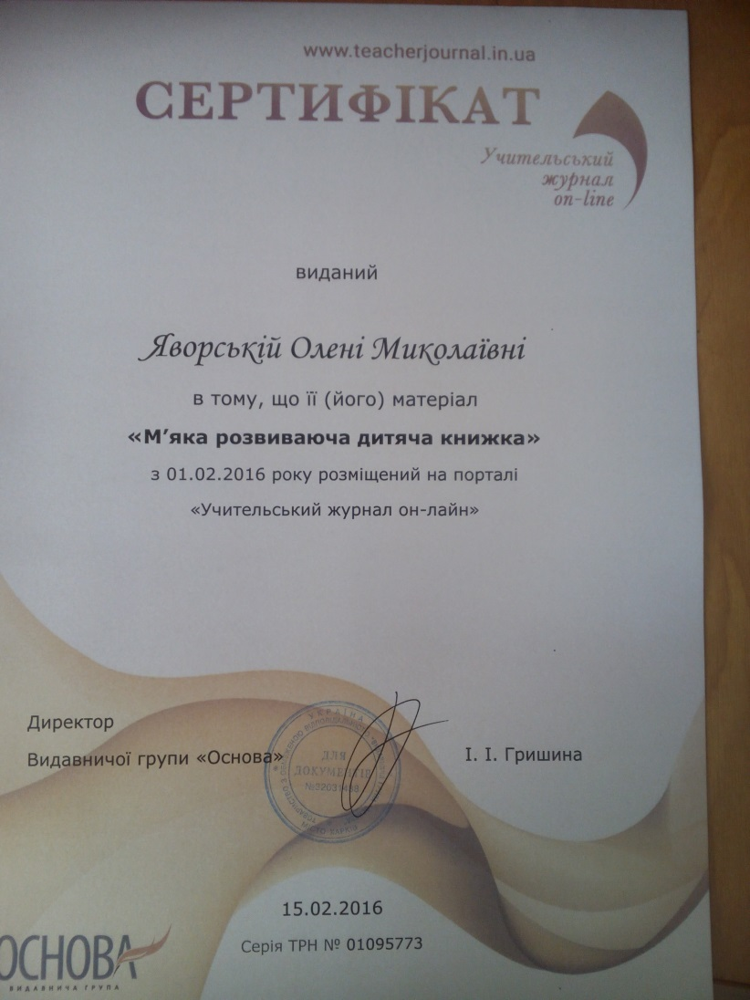 www.teacherjournal.in.ua
СЕРТИФІКАТ
Учительський
журнал
on-line
виданий
Яворській Олені Миколаївні
в тому, що її (його) матеріал
«М’яка розвиваюча дитяча книжка»
з 01.02.2016 року розміщений на порталі
«Учительський журнал он-лайн»
Директор
Видавничої групи «Основа»
І. І. Гришина
УКРАЇНА
ДЛЯ
ДОКУМЕНТІВ
15.02.2016
Серія ТРН № 01095773
ОСНОВА
ВИДАВНИЧА ГРУПА